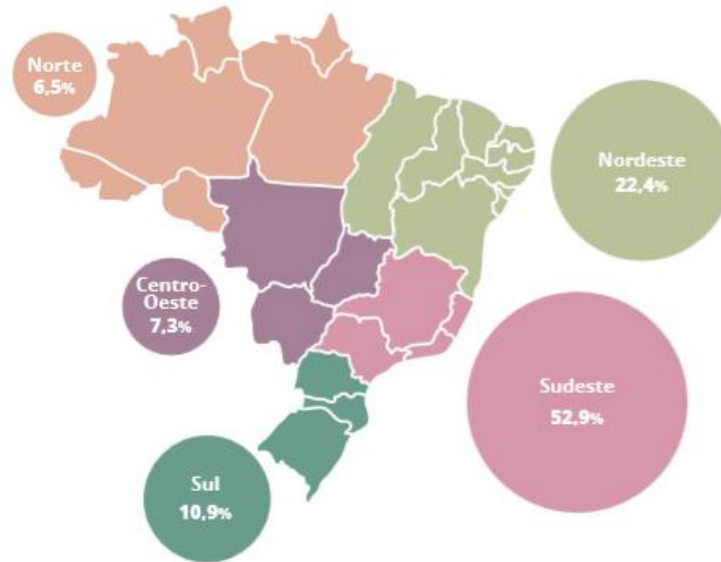 Norte
6,5%
Nordeste
22,4%
Centro-
Oeste
7,3%
Sudeste
52,9%
Sul
10,9%